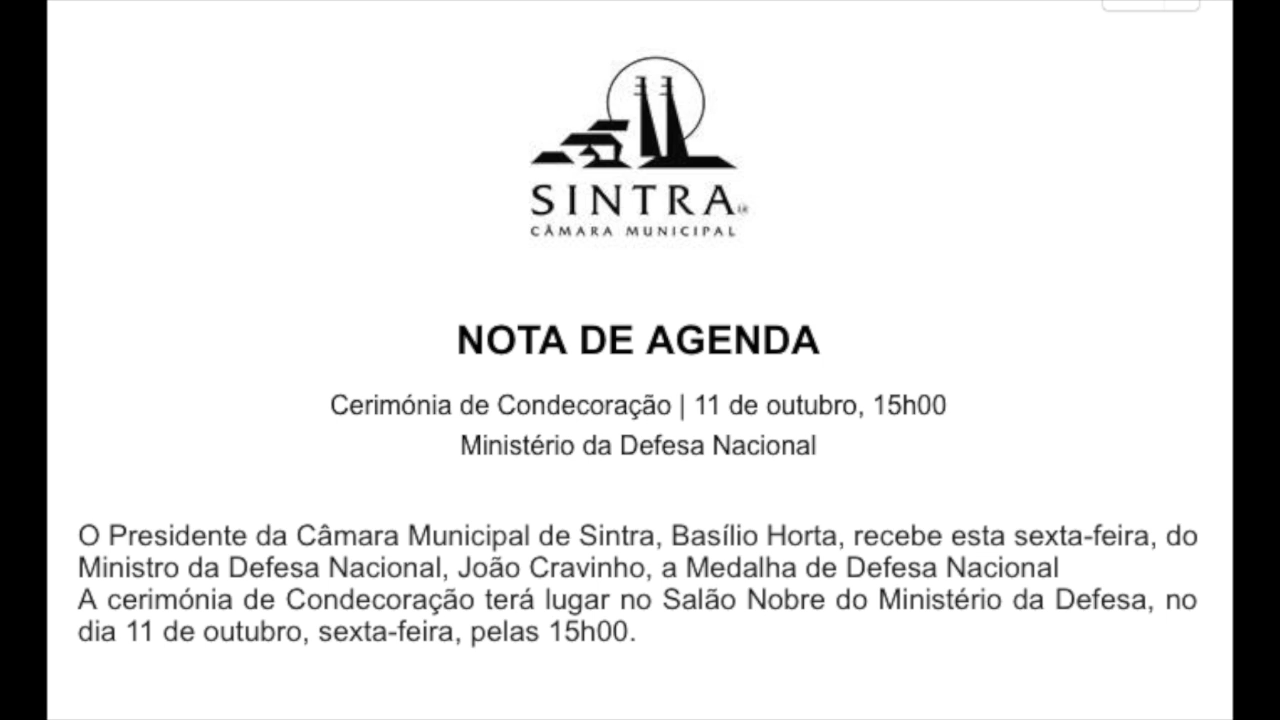 SINTRA
CÂMARA MUNICIPAL
NOTA DE AGENDA
Cerimónia de Condecoração | 11 de outubro, 15h00
Ministério da Defesa Nacional
O Presidente da Câmara Municipal de Sintra, Basílio Horta, recebe esta sexta-feira, do
Ministro da Defesa Nacional, João Cravinho, a Medalha de Defesa Nacional
A cerimónia de Condecoração terá lugar no Salão Nobre do Ministério da Defesa, no
dia 11 de outubro, sexta-feira, pelas 15h00.